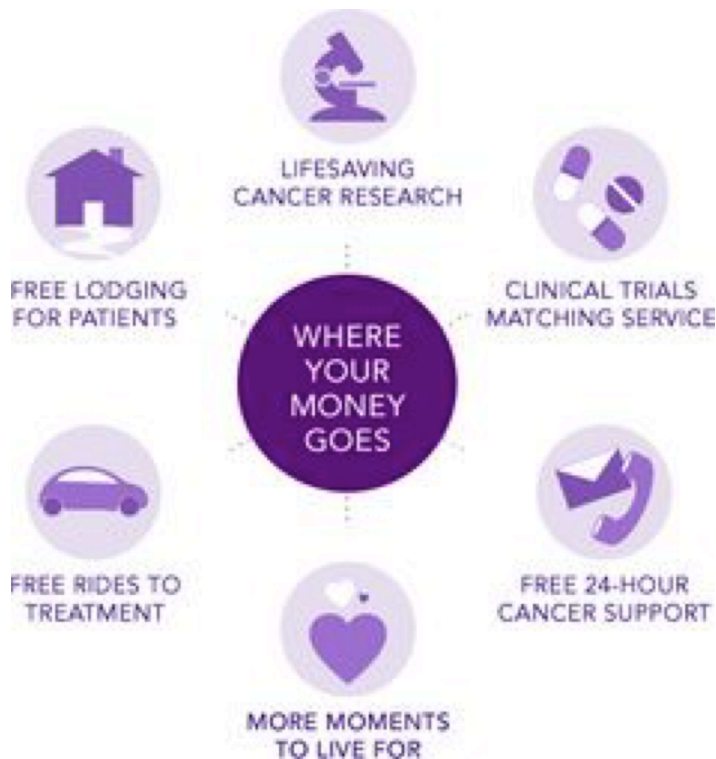 LIFESAVING
CANCER RESEARCH
CLINICAL TRIALS
MATCHING SERVICE
FREE 24-HOUR
CANCER SUPPORT
MORE MOMENTS
TO LIVE FOR
FREE RIDES TO
TREATMENT
FREE LODGING
FOR PATIENTS
WHERE
YOUR
MONEY
GOES